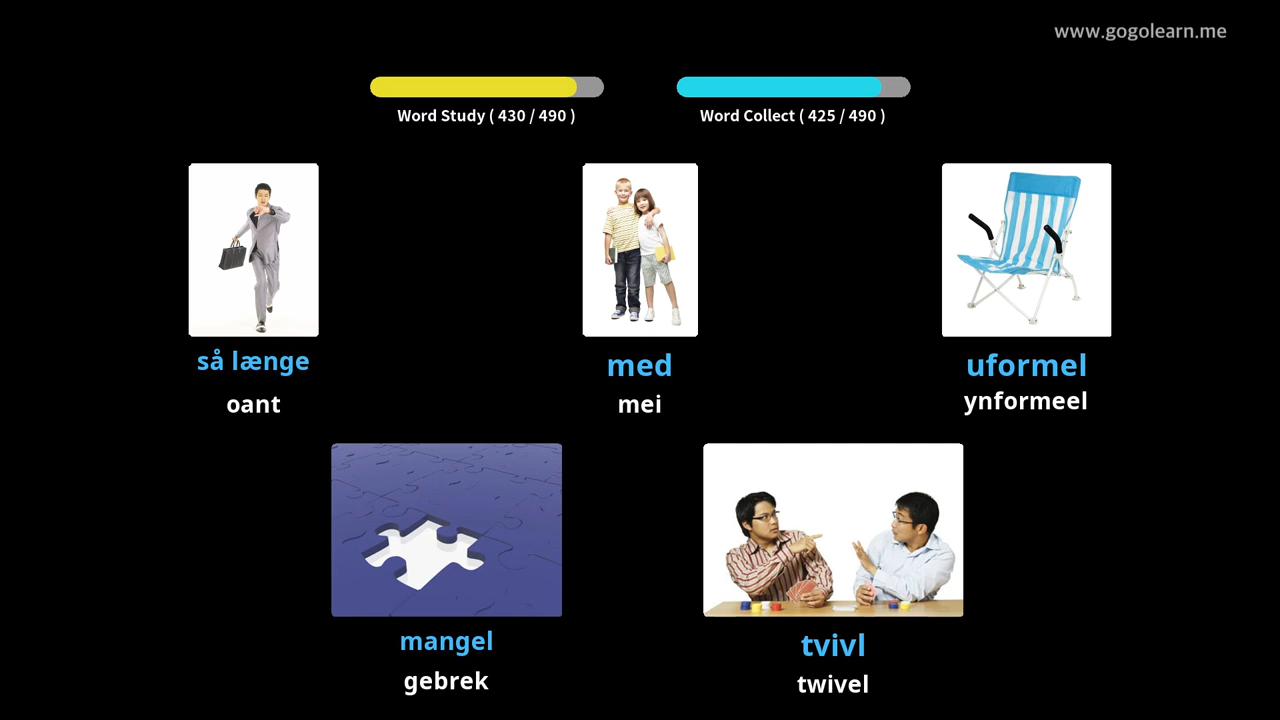 www.gogolearn.me
Word Study ( 430 / 490 )
Word Collect ( 425 / 490 )
så længe
oant
med
mei
uformel
ynformeel
mangel
gebrek
tvivl
twivel